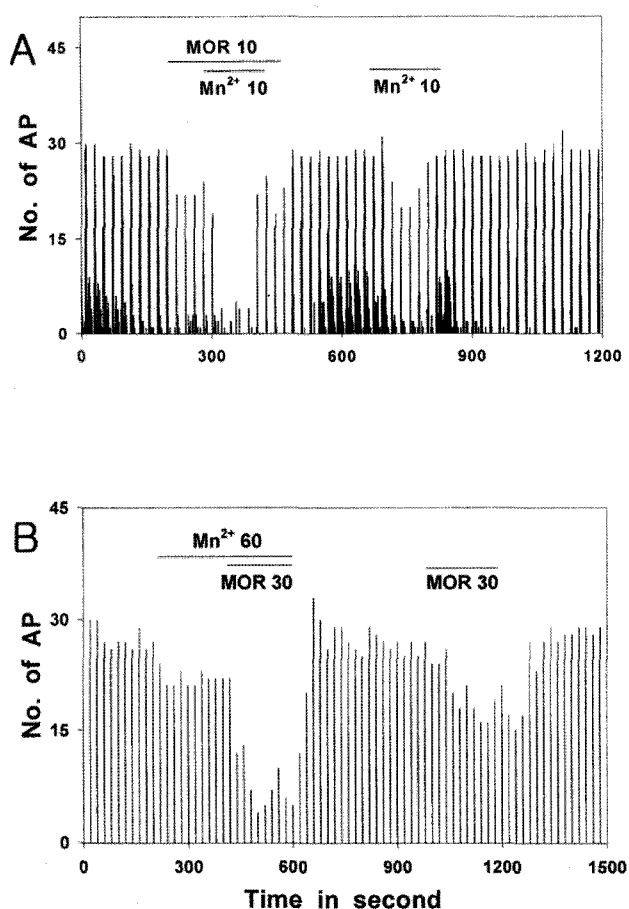 A
No. of AP
45
30
15
0
MOR 10
Mn²⁺ 10
Mn²⁺ 10
0 300 600 900 1200
B
No. of AP
45
30
15
0
Mn²⁺ 60
MOR 30
MOR 30
0 300 600 900 1200 1500
Time in second